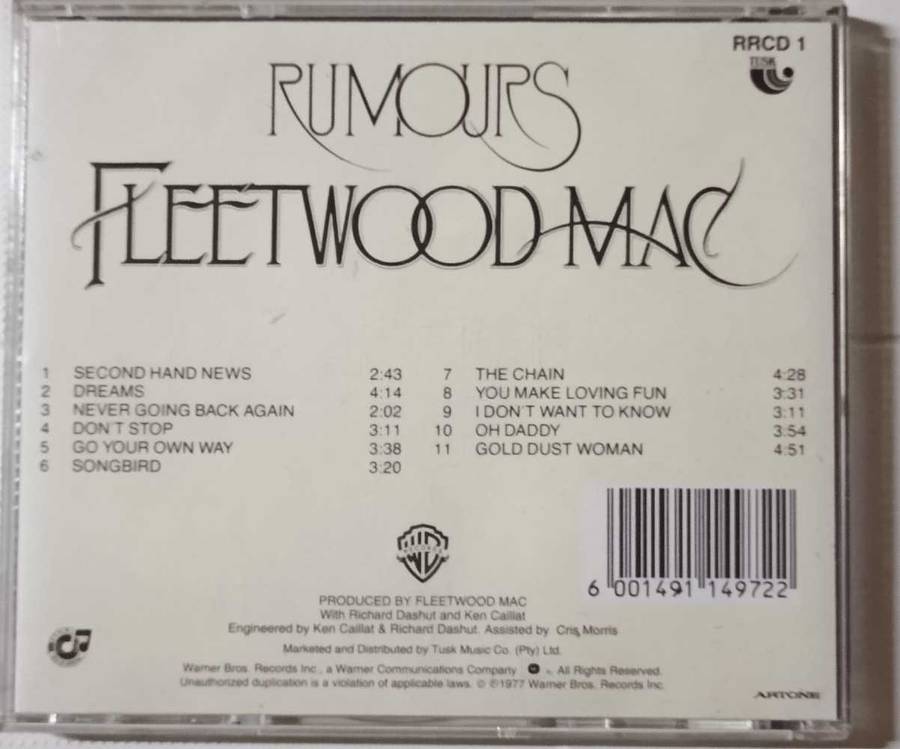 RRCD 1
TUSK
RUMOURS
FLEETWOOD MAC
1 SECOND HAND NEWS 2:43
2 DREAMS 4:14
3 NEVER GOING BACK AGAIN 2:02
4 DON'T STOP 3:11
5 GO YOUR OWN WAY 3:38
6 SONGBIRD 3:20
7 THE CHAIN 4:28
8 YOU MAKE LOVING FUN 3:31
9 I DON'T WANT TO KNOW 3:11
10 OH DADDY 3:54
11 GOLD DUST WOMAN 4:51
6 001491 149722
PRODUCED BY FLEETWOOD MAC
With Richard Dashut and Ken Caillat
Engineered by Ken Caillat & Richard Dashut. Assisted by Cris Morris
Marketed and Distributed by Tusk Music Co. (Pty) Ltd.
Warner Bros. Records Inc., a Warner Communications Company All Rights Reserved.
Unauthorized duplication is a violation of applicable laws. © ℗ 1977 Warner Bros. Records Inc.
ARTONE